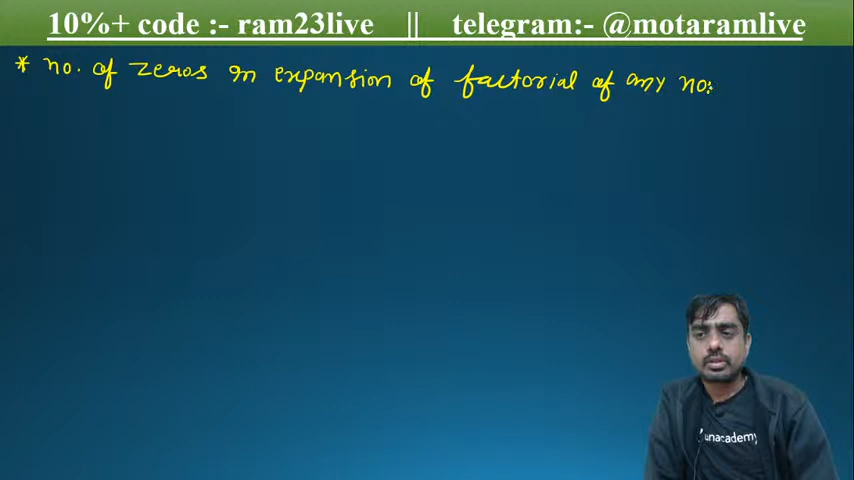 10%+ code :- ram23live || telegram:- @motaramlive
* no. of zeros in expansion of factorial of any no:
unacademy